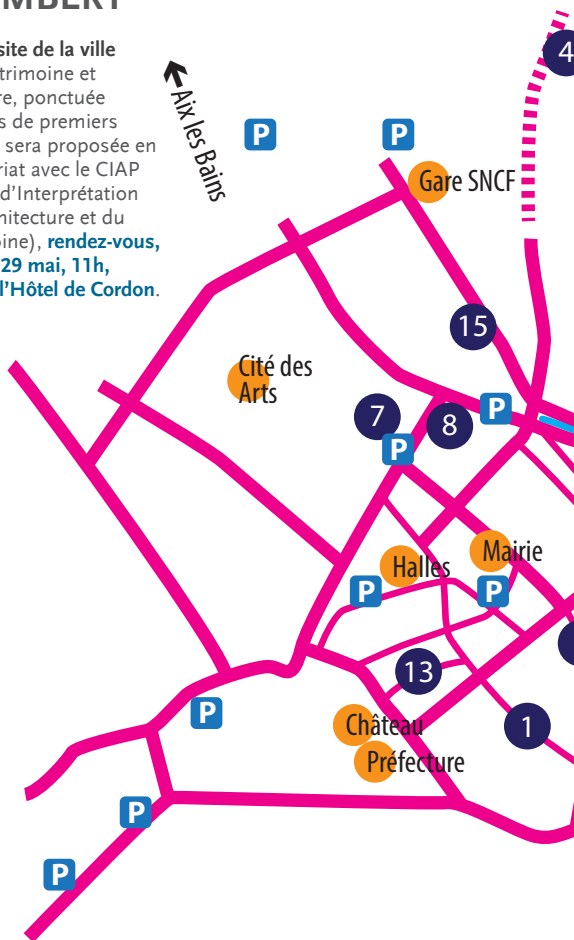 AMBERT
site de la ville
trimoine et
re, ponctuée
s de premiers
sera proposée en
riat avec le CIAP
d'Interprétation
hitecture et du
oine), rendez-vous,
29 mai, 11h,
l'Hôtel de Cordon.
Aix les Bains
P
P
4
Gare SNCF
15
Cité des
Arts
7
8
P
P
Halles
Mairie
P
P
13
1
P
Château
Préfecture
P
P